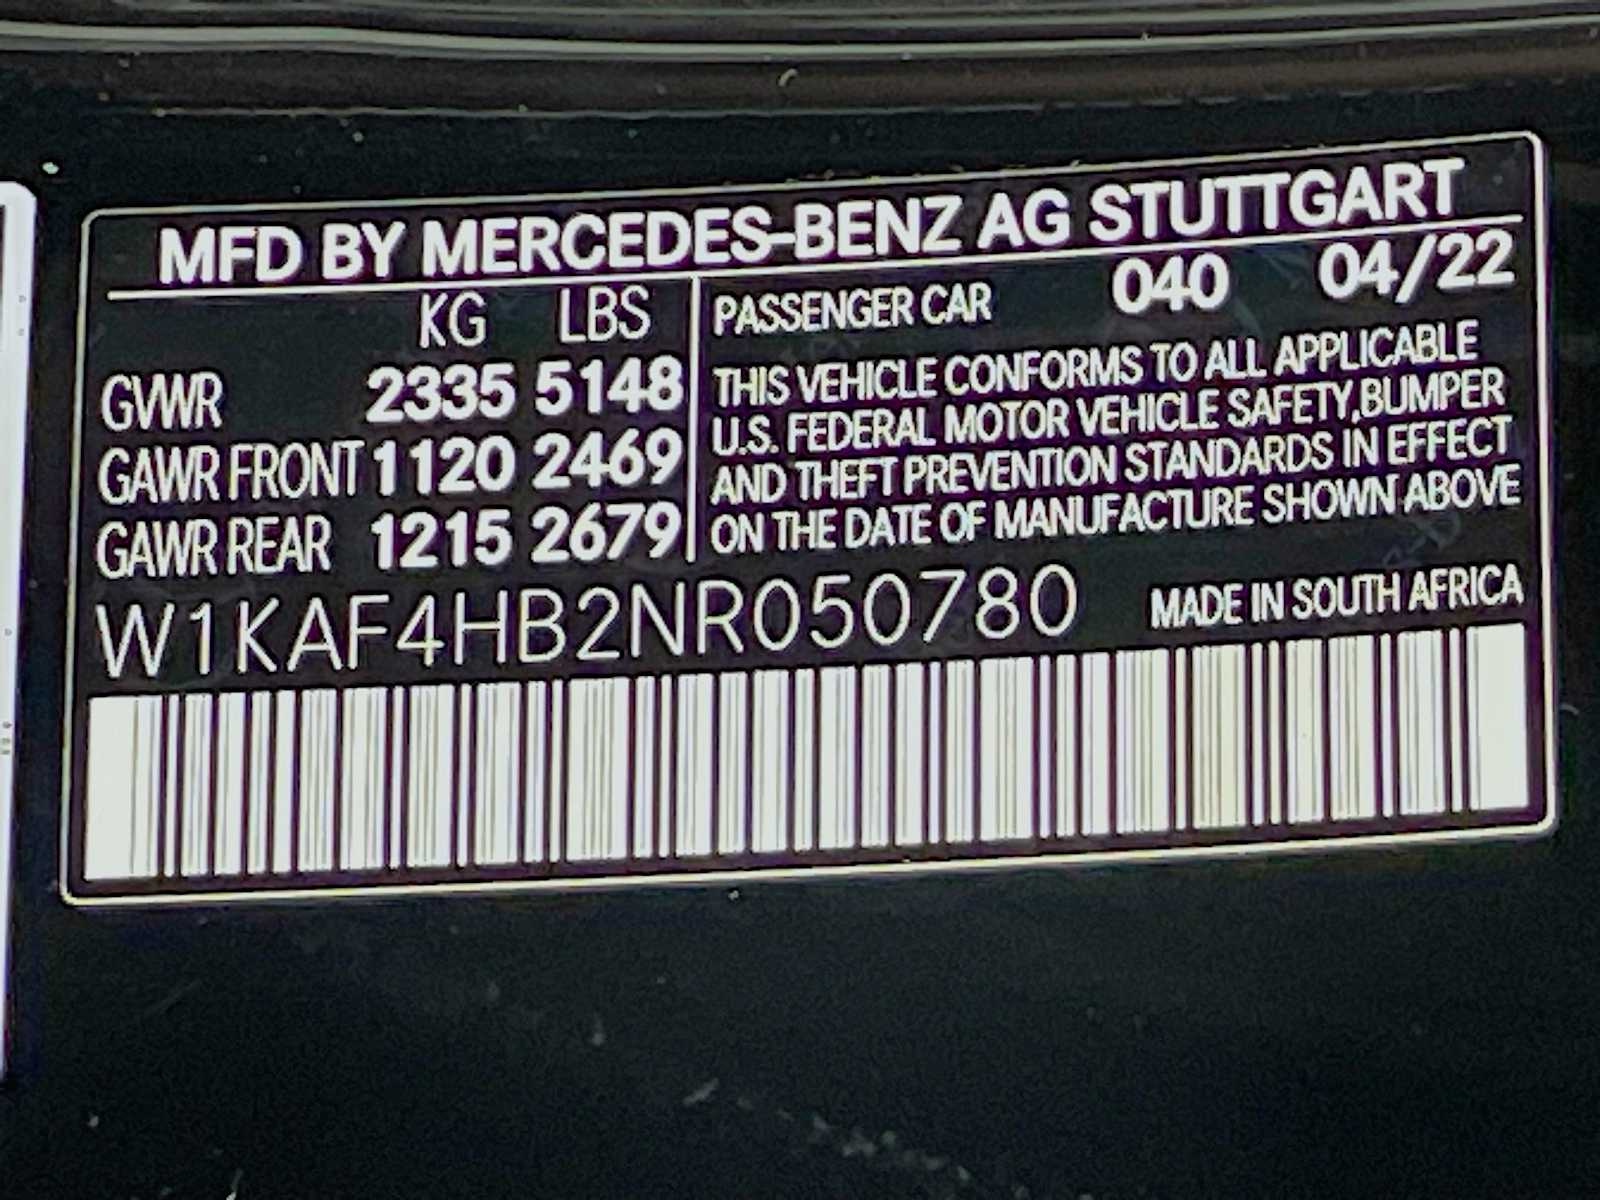 MFD BY MERCEDES-BENZ AG STUTTGART
KG LBS
GVWR 2335 5148
GAWR FRONT 1120 2469
GAWR REAR 1215 2679
PASSENGER CAR 040 04/22
THIS VEHICLE CONFORMS TO ALL APPLICABLE
U.S. FEDERAL MOTOR VEHICLE SAFETY,BUMPER
AND THEFT PREVENTION STANDARDS IN EFFECT
ON THE DATE OF MANUFACTURE SHOWN ABOVE
W1KAF4HB2NR050780 MADE IN SOUTH AFRICA